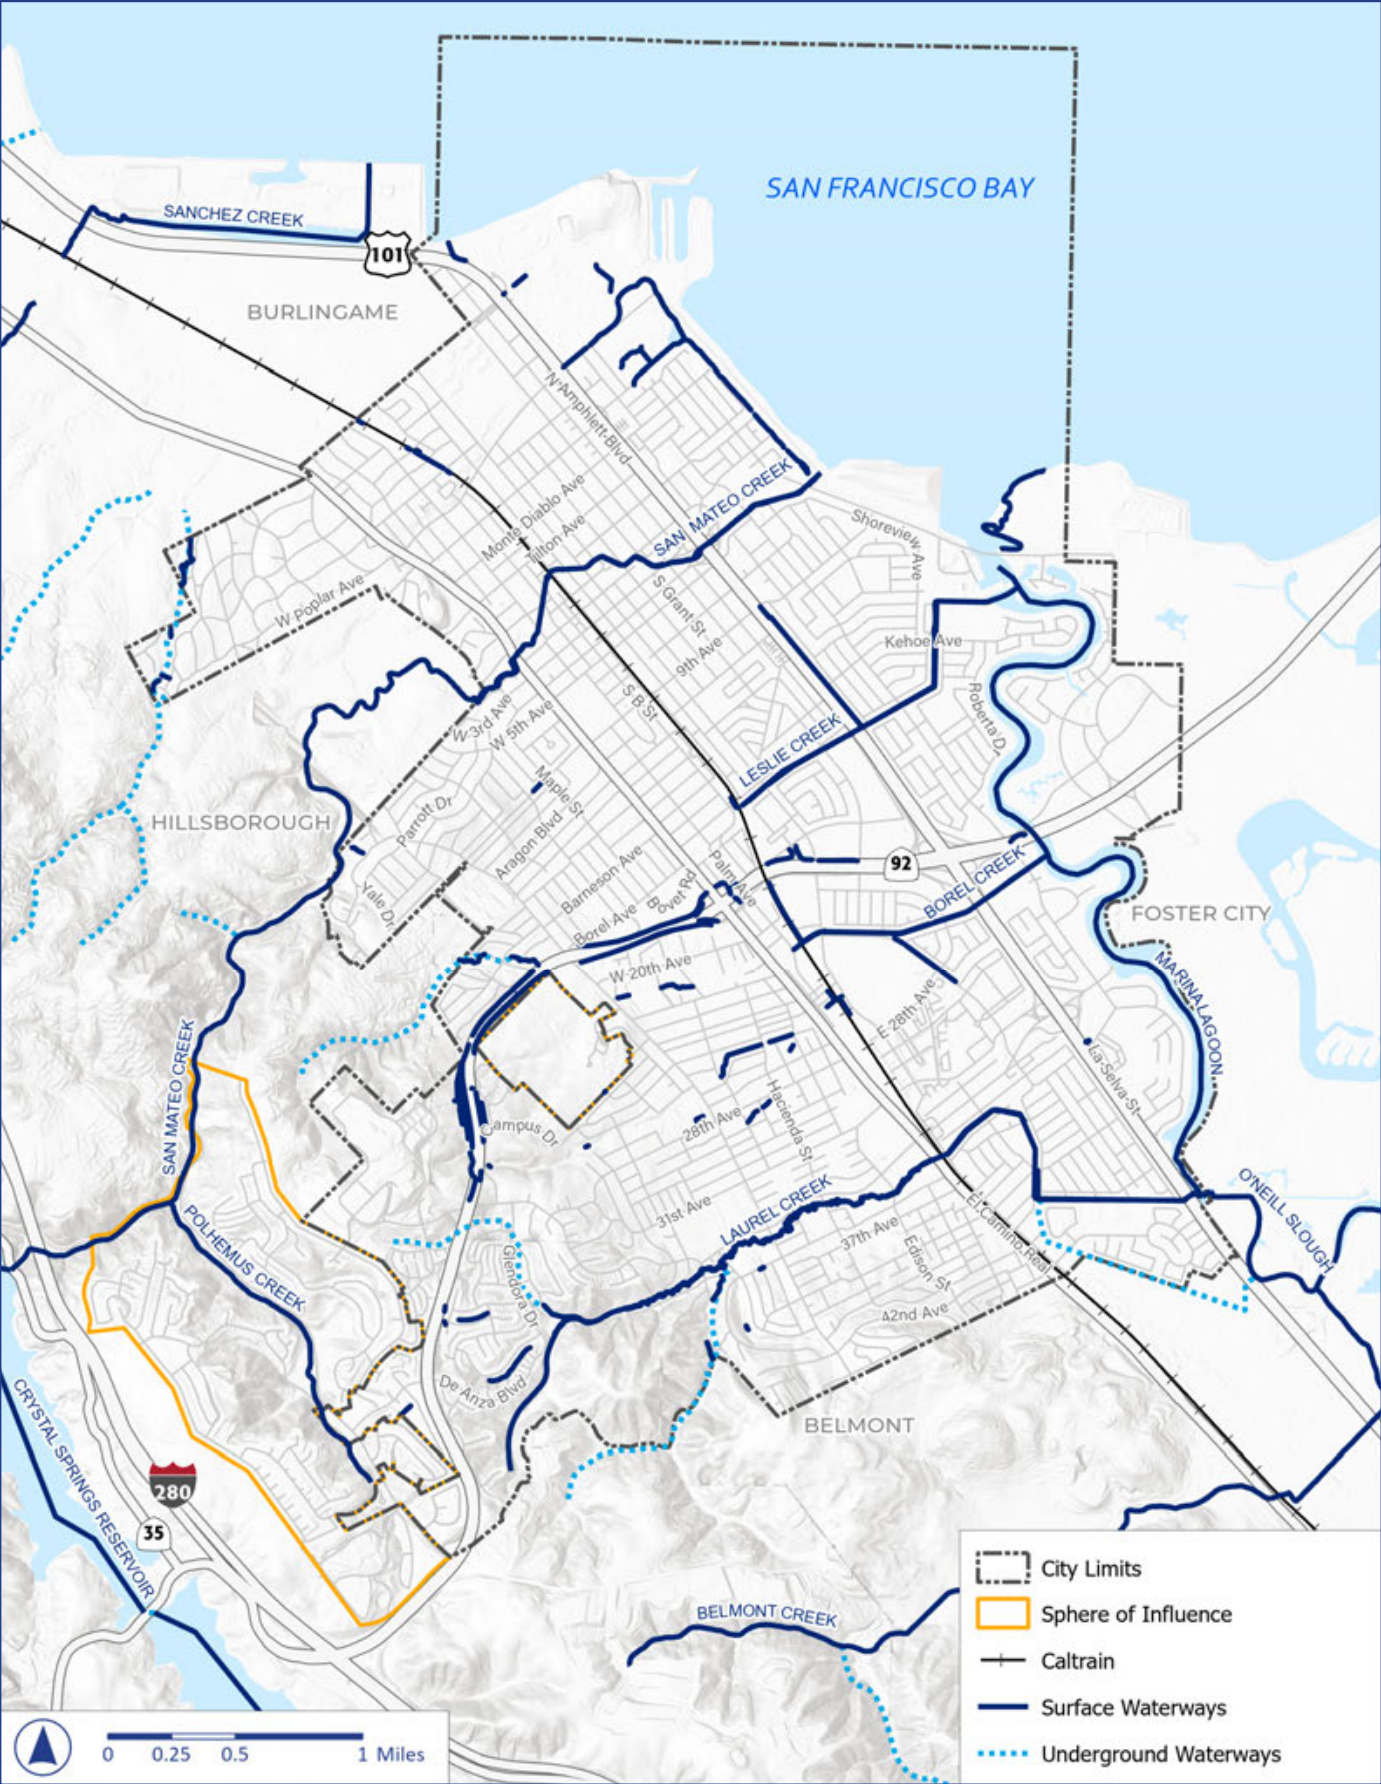 SAN FRANCISCO BAY
SANCHEZ CREEK
101
BURLINGAME
N Amphlett Blvd
SAN MATEO CREEK
Monte Diablo Ave
Tilton Ave
Shoreview Ave
W Poplar Ave
S Grant St
9th Ave
Kehoe Ave
S B St
Roberta Dr
W 3rd Ave
W 5th Ave
LESLIE CREEK
Maple St
Parrott Dr
HILLSBOROUGH
Aragon Blvd
Barneson Ave
Palm Ave
92
BOREL CREEK
Yale Dr
Bovet Rd
Borel Ave
FOSTER CITY
W 20th Ave
MARINA LAGOON
E 28th Ave
SAN MATEO CREEK
La Selva St
Campus Dr
28th Ave
Hacienda St
31st Ave
LAUREL CREEK
37th Ave
Edison St
El Camino Real
O'NEILL SLOUGH
POLHEMUS CREEK
Glendora Dr
42nd Ave
De Anza Blvd
BELMONT
CRYSTAL SPRINGS RESERVOIR
280
35
BELMONT CREEK
City Limits
Sphere of Influence
Caltrain
Surface Waterways
Underground Waterways
0 0.25 0.5 1 Miles